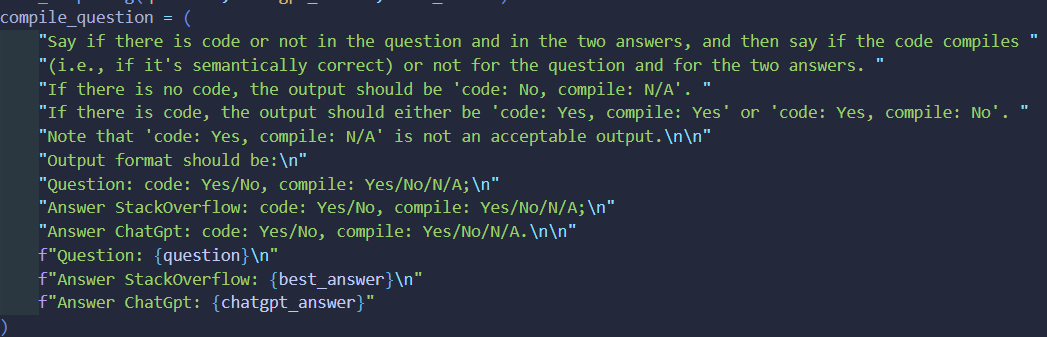 compile_question = (
"Say if there is code or not in the question and in the two answers, and then say if the code compiles "
"(i.e., if it's semantically correct) or not for the question and for the two answers. "
"If there is no code, the output should be 'code: No, compile: N/A'. "
"If there is code, the output should either be 'code: Yes, compile: Yes' or 'code: Yes, compile: No'. "
"Note that 'code: Yes, compile: N/A' is not an acceptable output.\n\n"
"Output format should be:\n"
"Question: code: Yes/No, compile: Yes/No/N/A;\n"
"Answer StackOverflow: code: Yes/No, compile: Yes/No/N/A;\n"
"Answer ChatGpt: code: Yes/No, compile: Yes/No/N/A.\n\n"
f"Question: {question}\n"
f"Answer StackOverflow: {best_answer}\n"
f"Answer ChatGpt: {chatgpt_answer}"
)